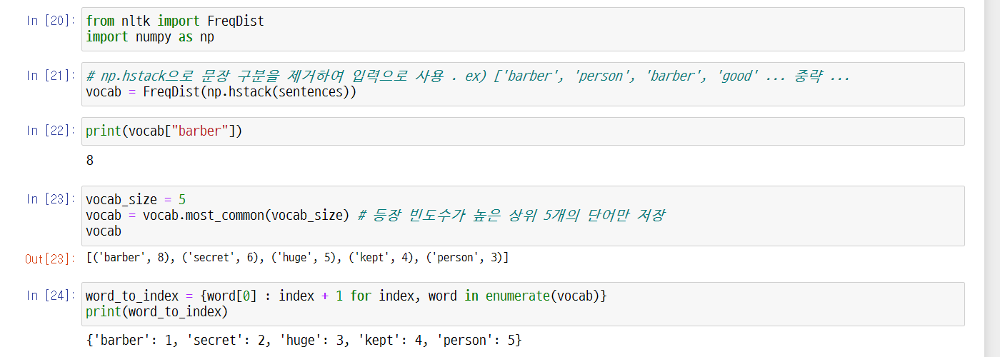 In [20]: from nltk import FreqDist
import numpy as np
In [21]: # np.hstack으로 문장 구분을 제거하여 입력으로 사용 . ex) ['barber', 'person', 'barber', 'good' ... 중략 ...
vocab = FreqDist(np.hstack(sentences))
In [22]: print(vocab["barber"])
8
In [23]: vocab_size = 5
vocab = vocab.most_common(vocab_size) # 등장 빈도수가 높은 상위 5개의 단어만 저장
vocab
Out[23]: [('barber', 8), ('secret', 6), ('huge', 5), ('kept', 4), ('person', 3)]
In [24]: word_to_index = {word[0] : index + 1 for index, word in enumerate(vocab)}
print(word_to_index)
{'barber': 1, 'secret': 2, 'huge': 3, 'kept': 4, 'person': 5}